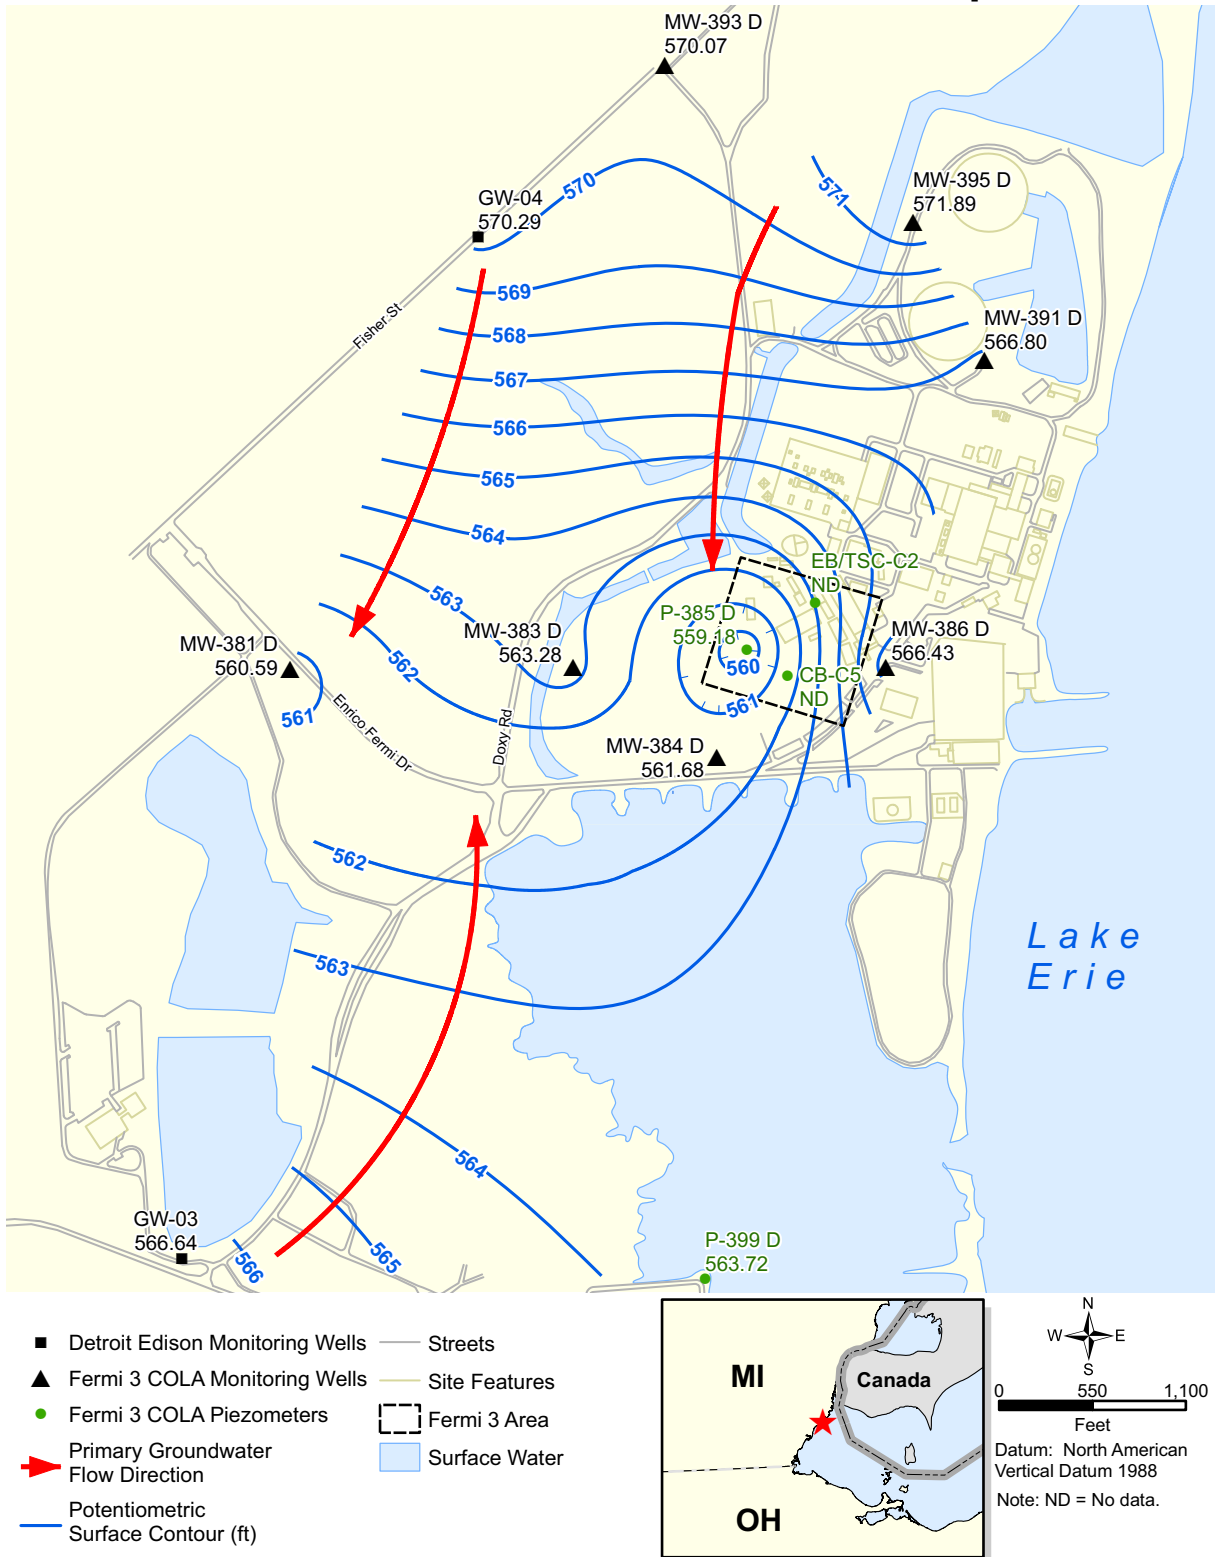 MW-393 D
570.07
GW-04
570.29
570
571
MW-395 D
571.89
569
568
567
566
565
564
563
562
MW-391 D
566.80
Fisher St
EB/TSC-C2
ND
P-385 D
559.18
560
561
CB-C5
ND
MW-386 D
566.43
MW-383 D
563.28
MW-381 D
560.59
561
Enrico Fermi Dr
Doxy Rd
MW-384 D
561.68
562
563
564
565
566
Lake
Erie
GW-03
566.64
P-399 D
563.72
Detroit Edison Monitoring Wells
Fermi 3 COLA Monitoring Wells
Fermi 3 COLA Piezometers
Primary Groundwater
Flow Direction
Potentiometric
Surface Contour (ft)
Streets
Site Features
Fermi 3 Area
Surface Water
MI
Canada
OH
N
W E
S
0 550 1,100
Feet
Datum: North American
Vertical Datum 1988
Note: ND = No data.